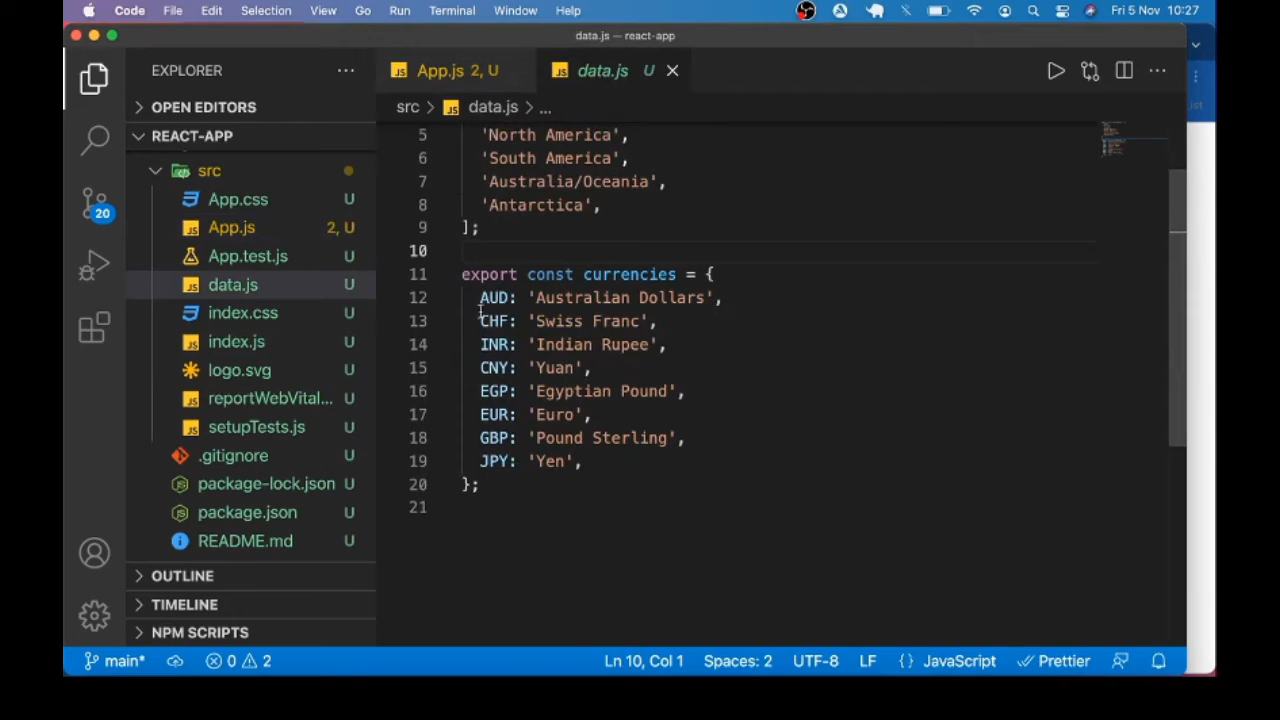 Code File Edit Selection View Go Run Terminal Window Help Fri 5 Nov 10:27
data.js — react-app
EXPLORER
OPEN EDITORS
REACT-APP
src
App.css U
App.js 2, U
App.test.js U
data.js U
index.css U
index.js U
logo.svg U
reportWebVital... U
setupTests.js U
.gitignore U
package-lock.json U
package.json U
README.md U
OUTLINE
TIMELINE
NPM SCRIPTS
20
App.js 2, U data.js U
src > data.js > ...
5 'North America',
6 'South America',
7 'Australia/Oceania',
8 'Antarctica',
9 ];
10
11 export const currencies = {
12 AUD: 'Australian Dollars',
13 CHF: 'Swiss Franc',
14 INR: 'Indian Rupee',
15 CNY: 'Yuan',
16 EGP: 'Egyptian Pound',
17 EUR: 'Euro',
18 GBP: 'Pound Sterling',
19 JPY: 'Yen',
20 };
21
main* 0 2 Ln 10, Col 1 Spaces: 2 UTF-8 LF {} JavaScript Prettier